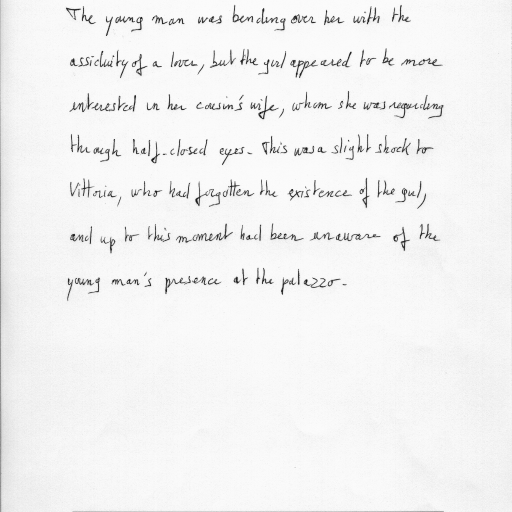 The young man was bending over her with the
assiduity of a lover, but the girl appeared to be more
interested in her cousin's wife, whom she was regarding
through half-closed eyes. This was a slight shock to
Vittoria, who had forgotten the existence of the girl,
and up to this moment had been unaware of the
young man's presence at the palazzo.